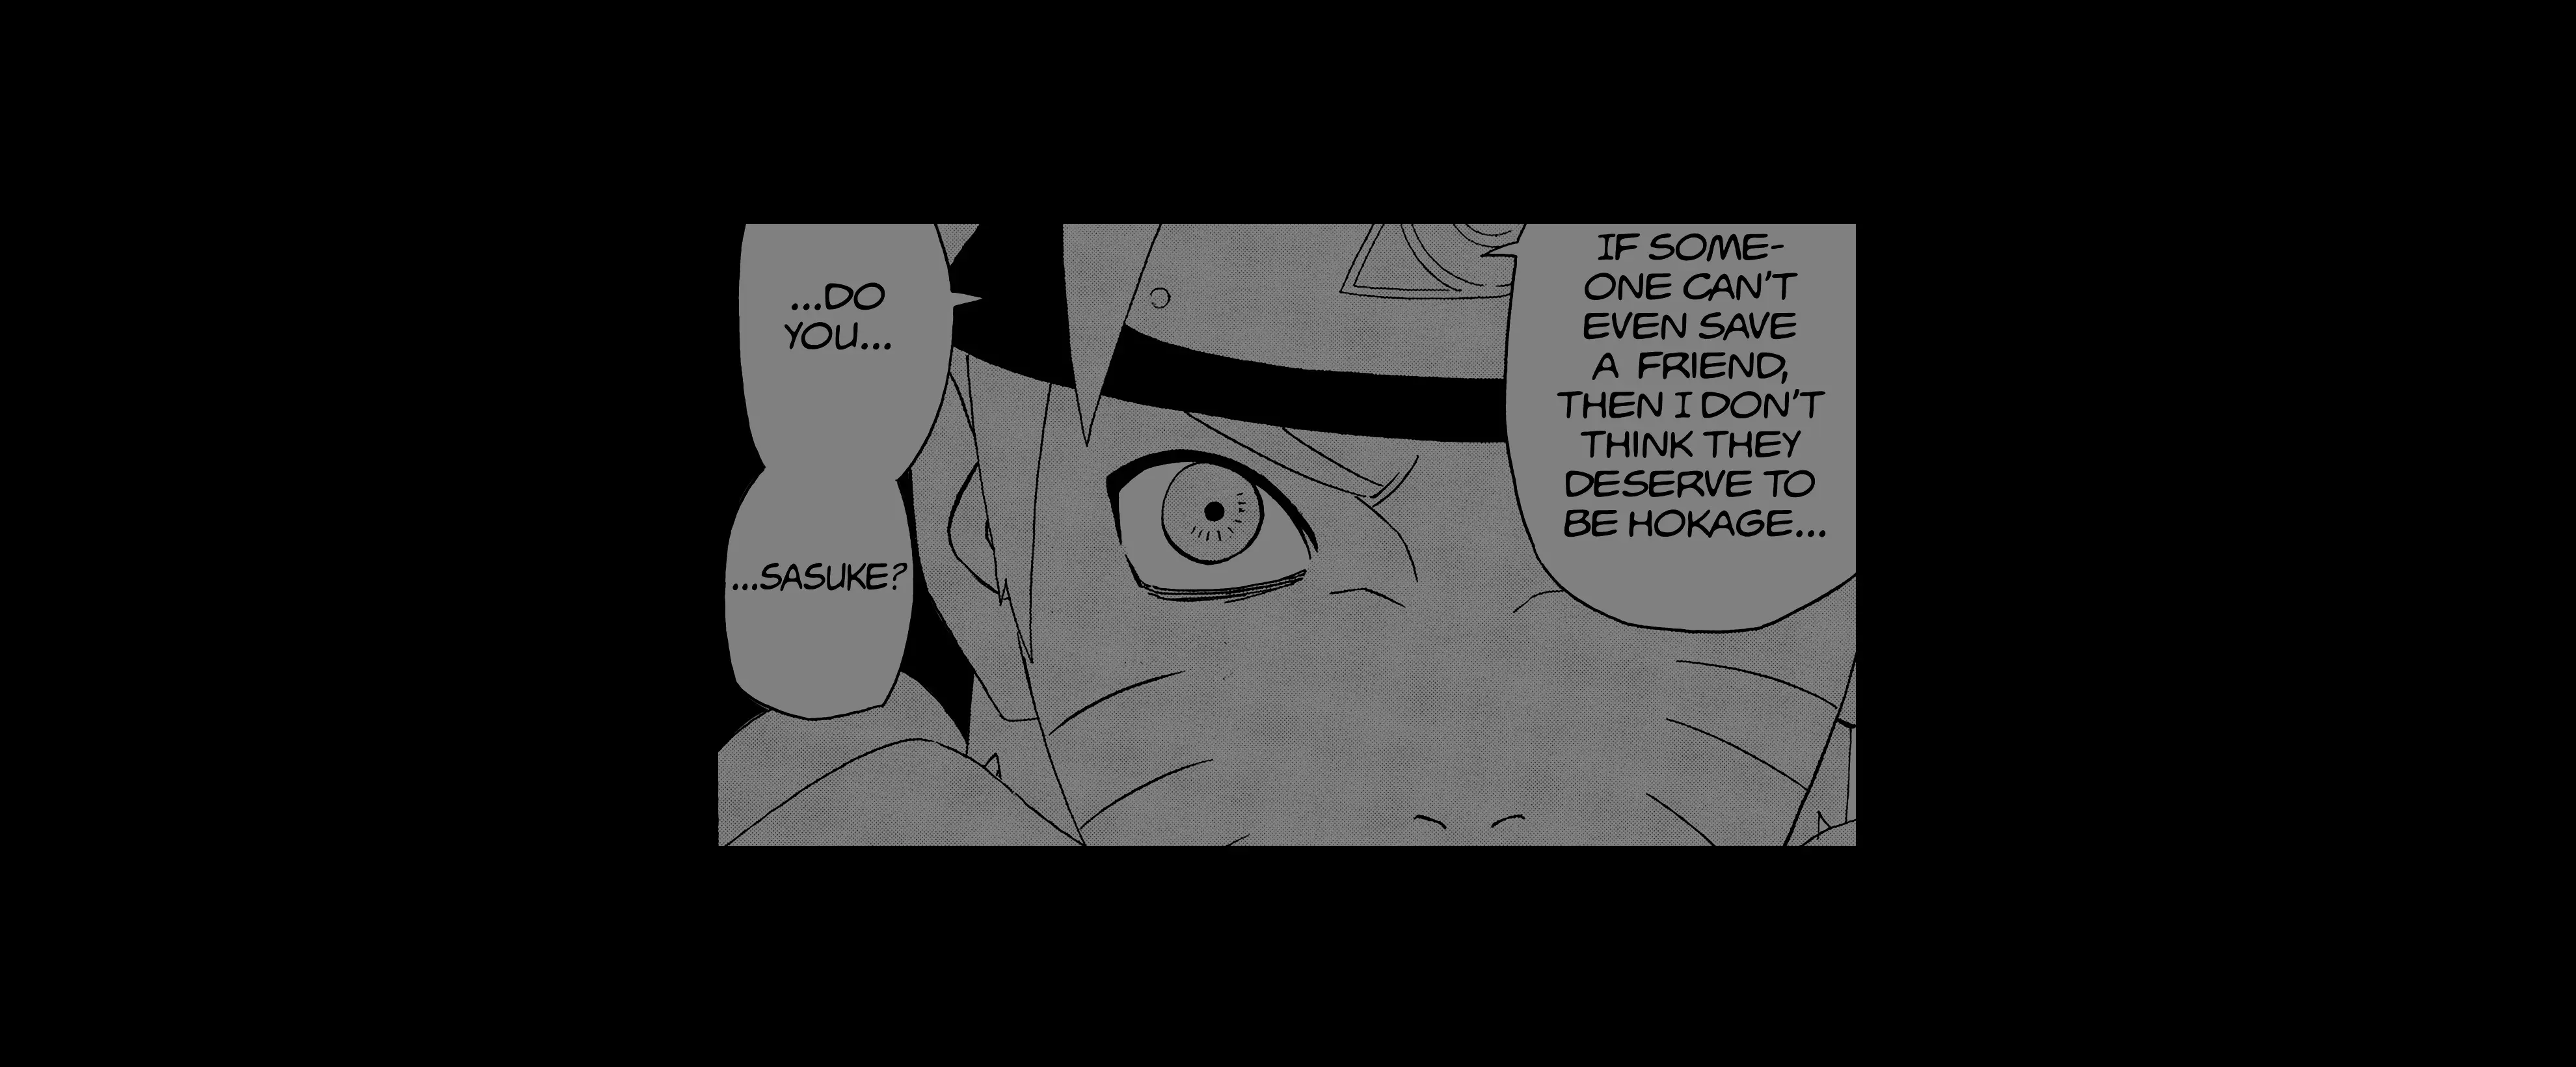 IF SOME-
ONE CAN'T
EVEN SAVE
A FRIEND,
THEN I DON'T
THINK THEY
DESERVE TO
BE HOKAGE...
...DO
YOU...
...SASUKE?